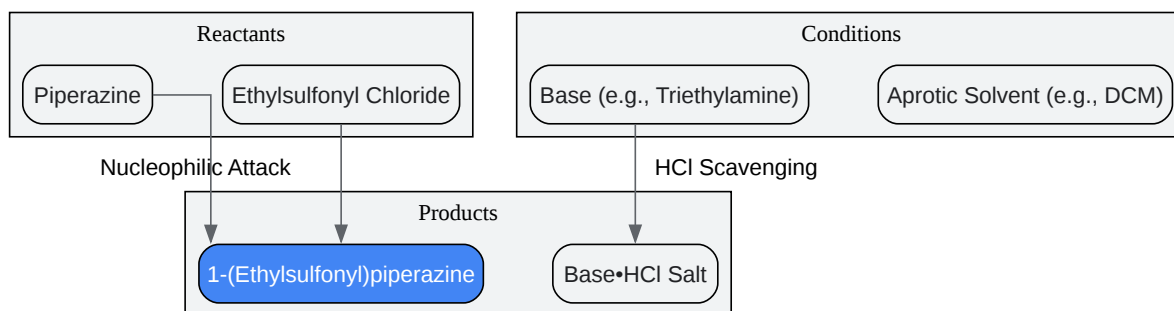 Reactants
Conditions
Piperazine
Ethylsulfonyl Chloride
Base (e.g., Triethylamine)
Aprotic Solvent (e.g., DCM)
Nucleophilic Attack
HCl Scavenging
Products
1-(Ethylsulfonyl)piperazine
Base•HCl Salt